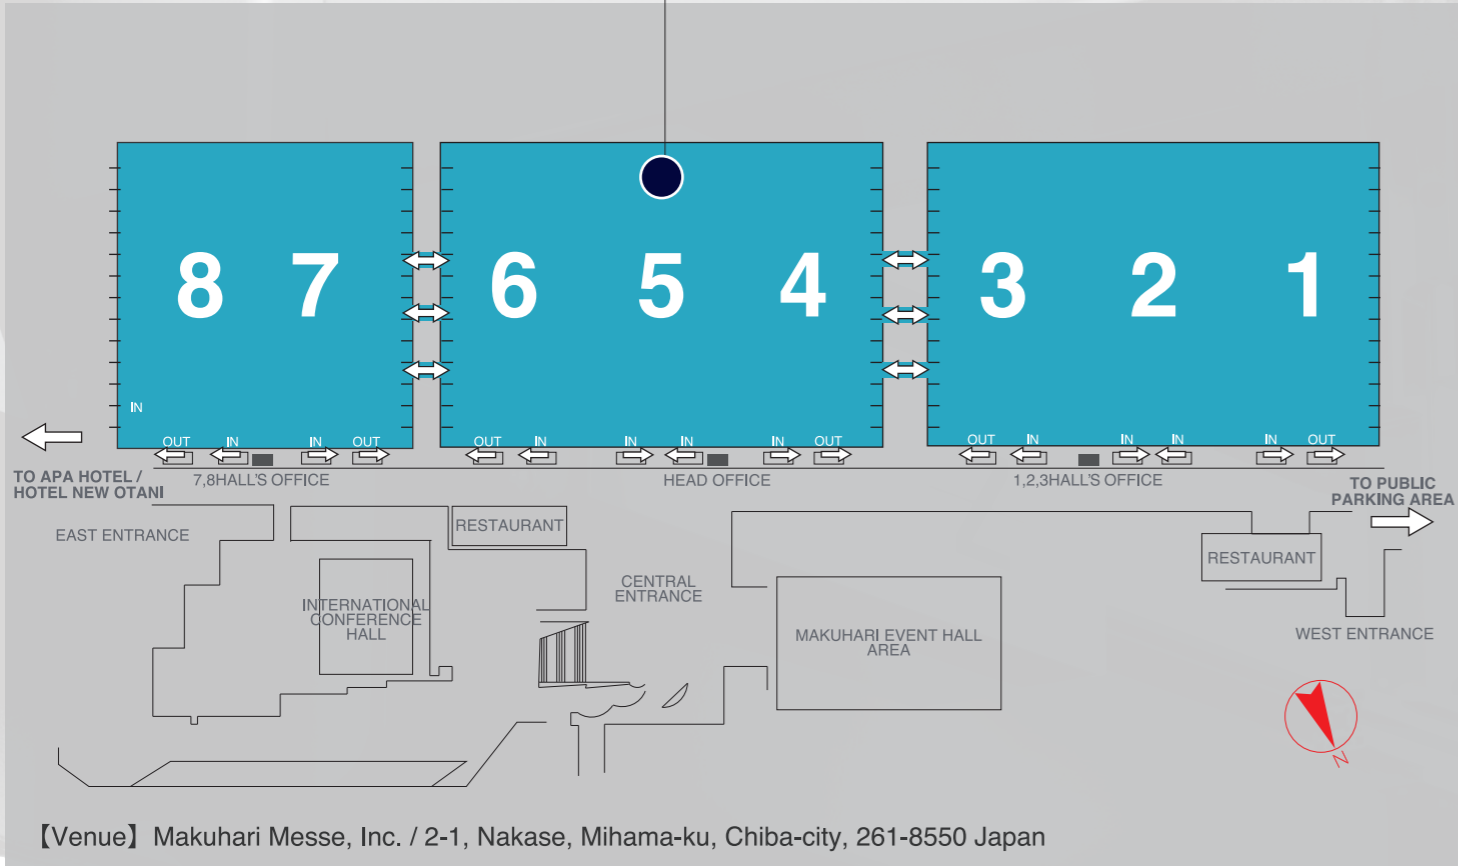 8 7 6 5 4 3 2 1
IN
OUT IN IN OUT OUT IN IN IN IN OUT OUT IN IN IN IN OUT
7,8HALL'S OFFICE
HEAD OFFICE
1,2,3HALL'S OFFICE
TO APA HOTEL /
HOTEL NEW OTANI
TO PUBLIC
PARKING AREA
EAST ENTRANCE
RESTAURANT
RESTAURANT
INTERNATIONAL
CONFERENCE
HALL
CENTRAL
ENTRANCE
MAKUHARI EVENT HALL
AREA
WEST ENTRANCE
N
【Venue】Makuhari Messe, Inc. / 2-1, Nakase, Mihama-ku, Chiba-city, 261-8550 Japan